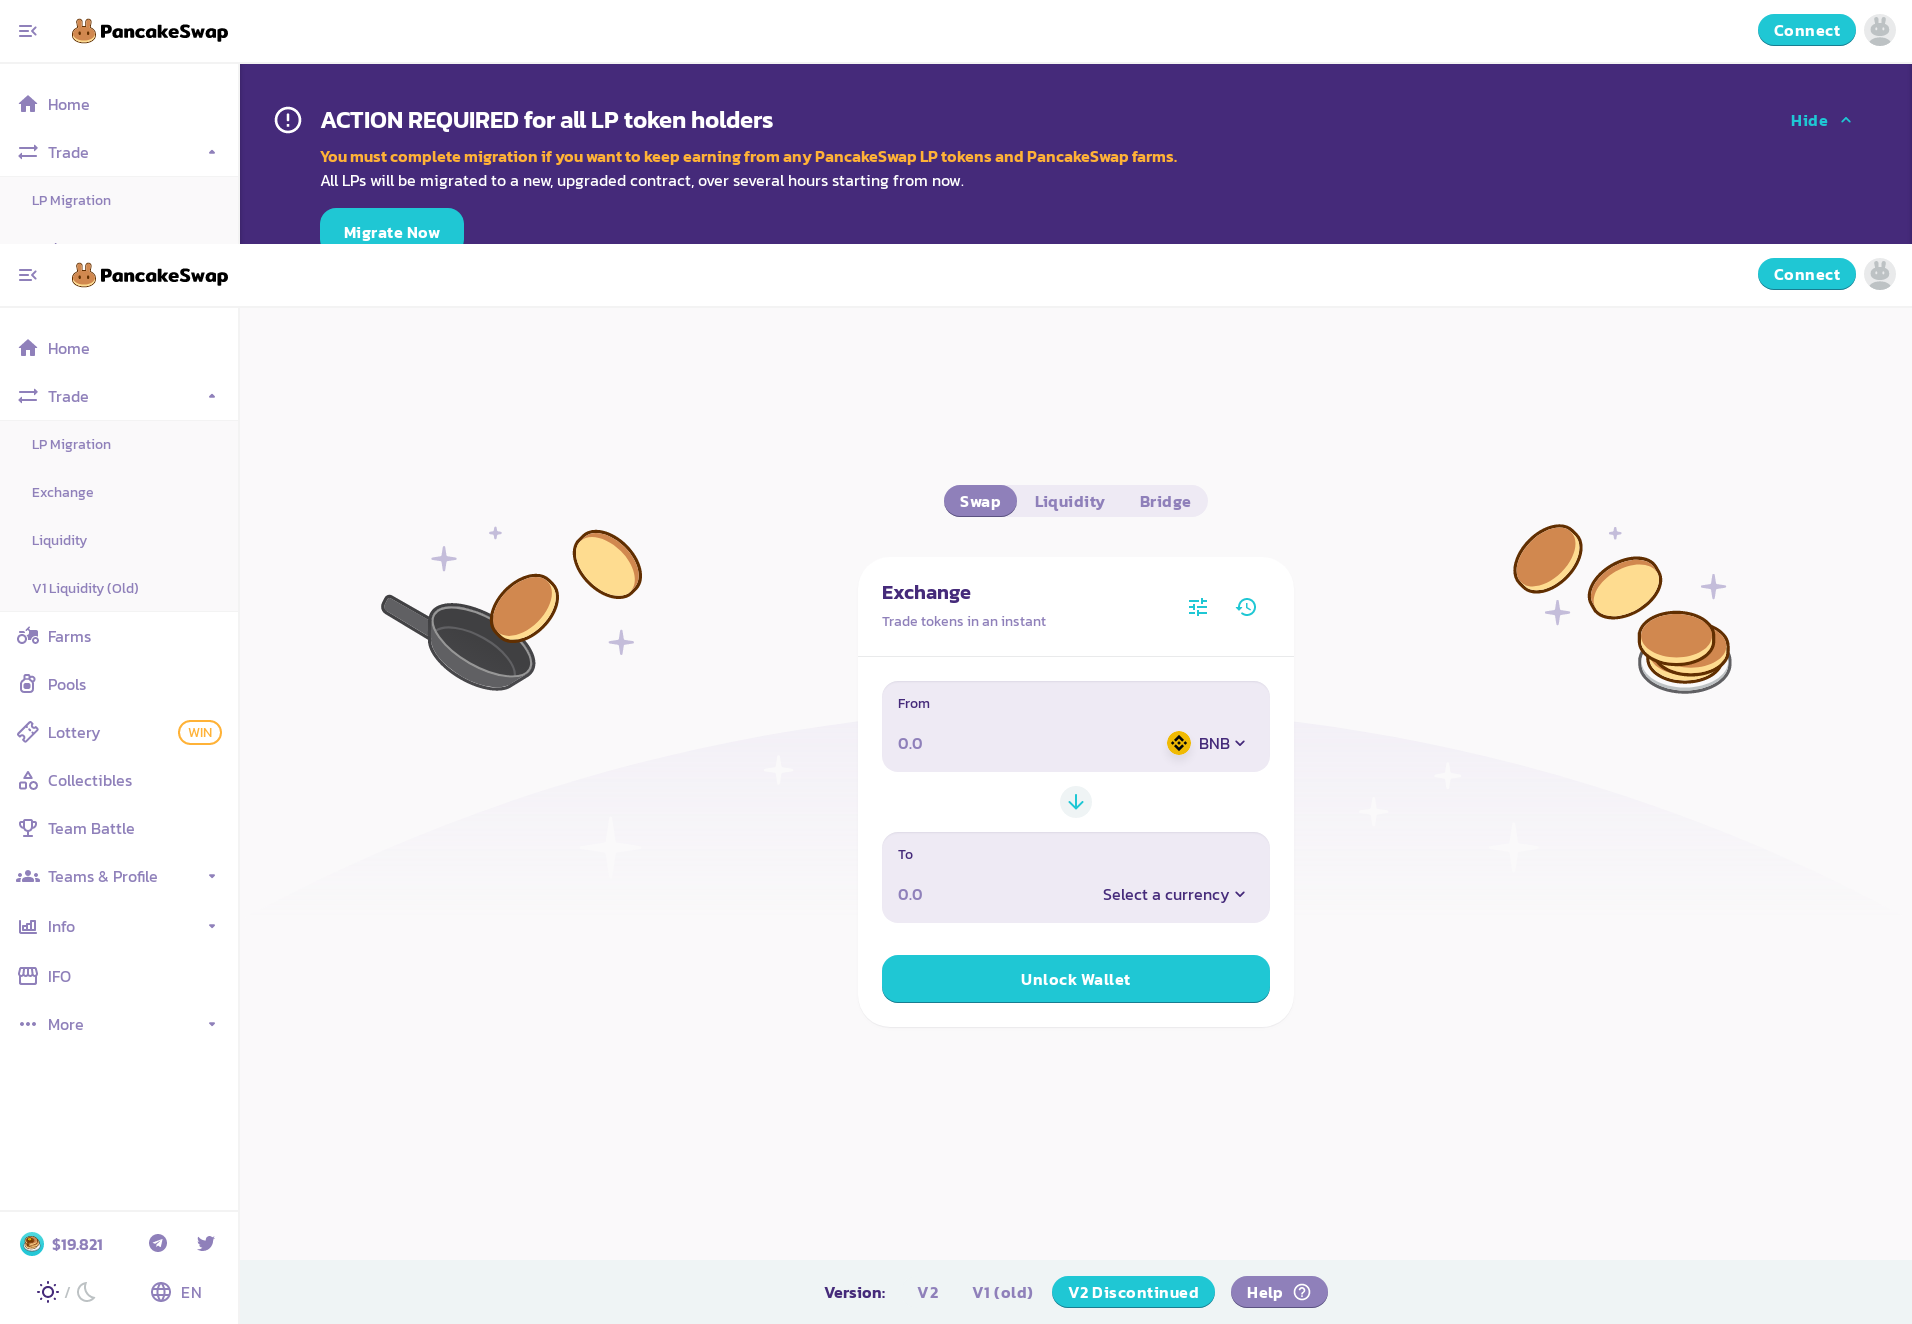 PancakeSwap
Connect
Home
Trade
LP Migration
ACTION REQUIRED for all LP token holders
Hide
You must complete migration if you want to keep earning from any PancakeSwap LP tokens and PancakeSwap farms.
All LPs will be migrated to a new, upgraded contract, over several hours starting from now.
Migrate Now
PancakeSwap
Connect
Home
Trade
LP Migration
Exchange
Liquidity
V1 Liquidity (Old)
Farms
Pools
Lottery WIN
Collectibles
Team Battle
Teams & Profile
Info
IFO
More
$19.821
/ EN
Swap Liquidity Bridge
Exchange
Trade tokens in an instant
From
0.0 BNB
To
0.0 Select a currency
Unlock Wallet
Version: V2 V1 (old) V2 Discontinued Help